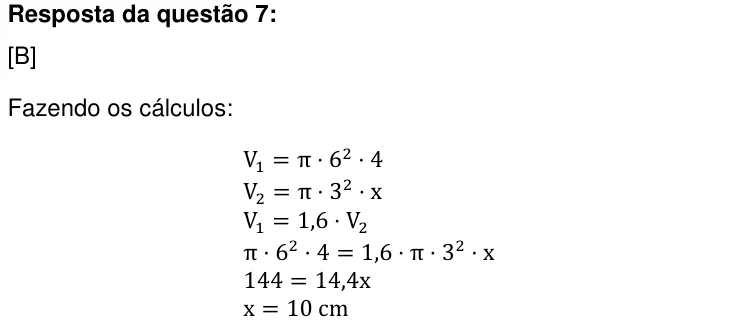 Resposta da questão 7:
[B]
Fazendo os cálculos:
V₁ = π · 6² · 4
V₂ = π · 3² · x
V₁ = 1,6 · V₂
π · 6² · 4 = 1,6 · π · 3² · x
144 = 14,4x
x = 10 cm